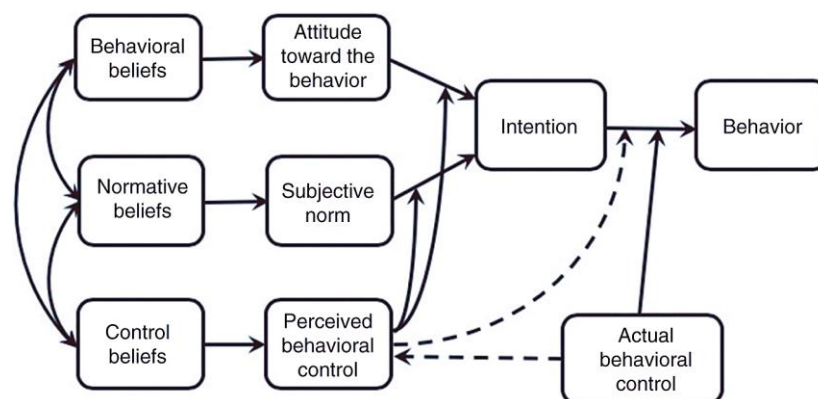 Behavioral
beliefs
Attitude
toward the
behavior
Intention
Behavior
Normative
beliefs
Subjective
norm
Control
beliefs
Perceived
behavioral
control
Actual
behavioral
control